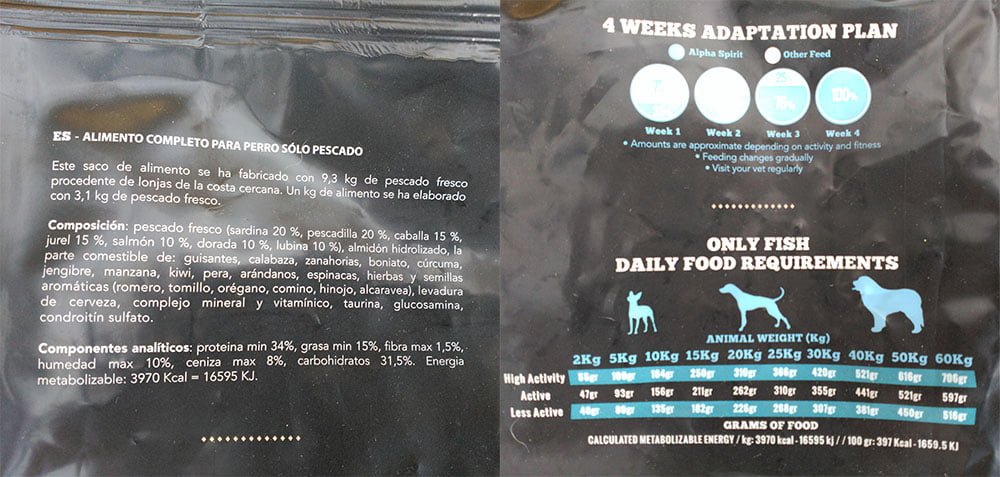 ES - ALIMENTO COMPLETO PARA PERRO SÓLO PESCADO
Este saco de alimento se ha fabricado con 9,3 kg de pescado fresco
procedente de lonjas de la costa cercana. Un kg de alimento se ha elaborado
con 3,1 kg de pescado fresco.
Composición: pescado fresco (sardina 20 %, pescadilla 20 %, caballa 15 %,
jurel 15 %, salmón 10 %, dorada 10 %, lubina 10 %), almidón hidrolizado, la
parte comestible de: guisantes, calabaza, zanahorias, boniato, cúrcuma,
jengibre, manzana, kiwi, pera, arándanos, espinacas, hierbas y semillas
aromáticas (romero, tomillo, orégano, comino, hinojo, alcaravea), levadura
de cerveza, complejo mineral y vitamínico, taurina, glucosamina,
condroitín sulfato.
Componentes analíticos: proteina min 34%, grasa min 15%, fibra max 1,5%,
humedad max 10%, ceniza max 8%, carbohidratos 31,5%. Energia
metabolizable: 3970 Kcal = 16595 KJ.
4 WEEKS ADAPTATION PLAN
Alpha Spirit Other Feed
75% 100%
Week 1 Week 2 Week 3 Week 4
• Amounts are approximate depending on activity and fitness
• Feeding changes gradually
• Visit your vet regularly
ONLY FISH
DAILY FOOD REQUIREMENTS
ANIMAL WEIGHT (Kg)
2Kg 5Kg 10Kg 15Kg 20Kg 25Kg 30Kg 40Kg 50Kg 60Kg
High Activity 184gr 250gr 310gr 366gr 420gr 521gr 616gr 706gr
Active 47gr 93gr 156gr 211gr 262gr 310gr 355gr 441gr 521gr 597gr
Less Active 135gr 182gr 226gr 268gr 307gr 381gr 450gr 516gr
GRAMS OF FOOD
CALCULATED METABOLIZABLE ENERGY / kg: 3970 kcal - 16595 kj / / 100 gr: 397 Kcal - 1659.5 KJ